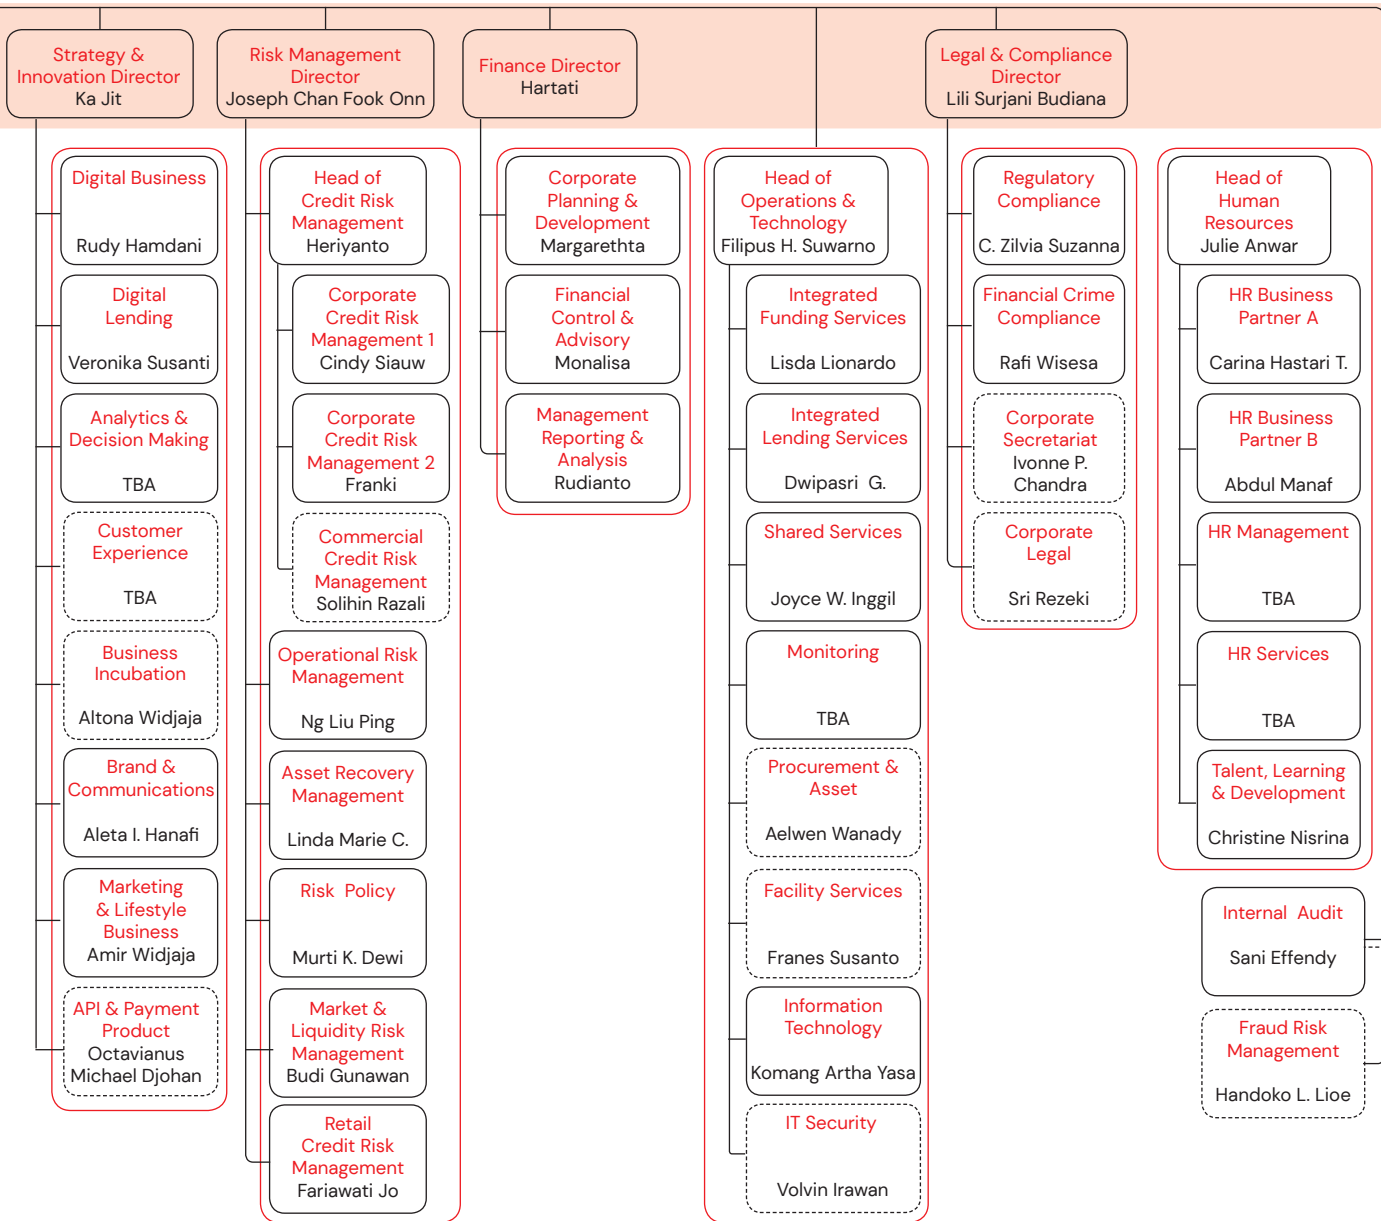 Strategy &
Innovation Director
Ka Jit
Risk Management
Director
Joseph Chan Fook Onn
Finance Director
Hartati
Legal & Compliance
Director
Lili Surjani Budiana
Digital Business
Rudy Hamdani
Digital
Lending
Veronika Susanti
Analytics &
Decision Making
TBA
Customer
Experience
TBA
Business
Incubation
Altona Widjaja
Brand &
Communications
Aleta I. Hanafi
Marketing
& Lifestyle
Business
Amir Widjaja
API & Payment
Product
Octavianus
Michael Djohan
Head of
Credit Risk
Management
Heriyanto
Corporate
Credit Risk
Management 1
Cindy Siauw
Corporate
Credit Risk
Management 2
Franki
Commercial
Credit Risk
Management
Solihin Razali
Operational Risk
Management
Ng Liu Ping
Asset Recovery
Management
Linda Marie C.
Risk Policy
Murti K. Dewi
Market &
Liquidity Risk
Management
Budi Gunawan
Retail
Credit Risk
Management
Fariawati Jo
Corporate
Planning &
Development
Margarethta
Financial
Control &
Advisory
Monalisa
Management
Reporting &
Analysis
Rudianto
Head of
Operations &
Technology
Filipus H. Suwarno
Integrated
Funding Services
Lisda Lionardo
Integrated
Lending Services
Dwipasri G.
Shared Services
Joyce W. Inggil
Monitoring
TBA
Procurement &
Asset
Aelwen Wanady
Facility Services
Franes Susanto
Information
Technology
Komang Artha Yasa
IT Security
Volvin Irawan
Regulatory
Compliance
C. Zilvia Suzanna
Financial Crime
Compliance
Rafi Wisesa
Corporate
Secretariat
Ivonne P.
Chandra
Corporate
Legal
Sri Rezeki
Head of
Human
Resources
Julie Anwar
HR Business
Partner A
Carina Hastari T.
HR Business
Partner B
Abdul Manaf
HR Management
TBA
HR Services
TBA
Talent, Learning
& Development
Christine Nisrina
Internal Audit
Sani Effendy
Fraud Risk
Management
Handoko L. Lioe